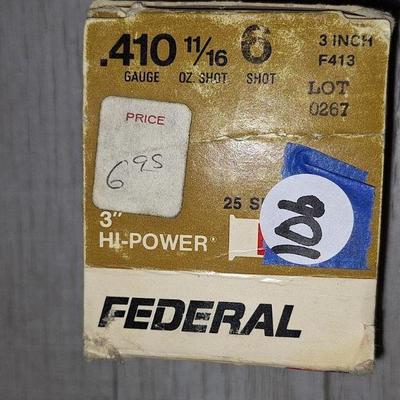 .410 11/16 6 3 INCH
GAUGE OZ. SHOT SHOT F413
LOT
0267
PRICE
6 95
25
3"
HI-POWER
106
FEDERAL